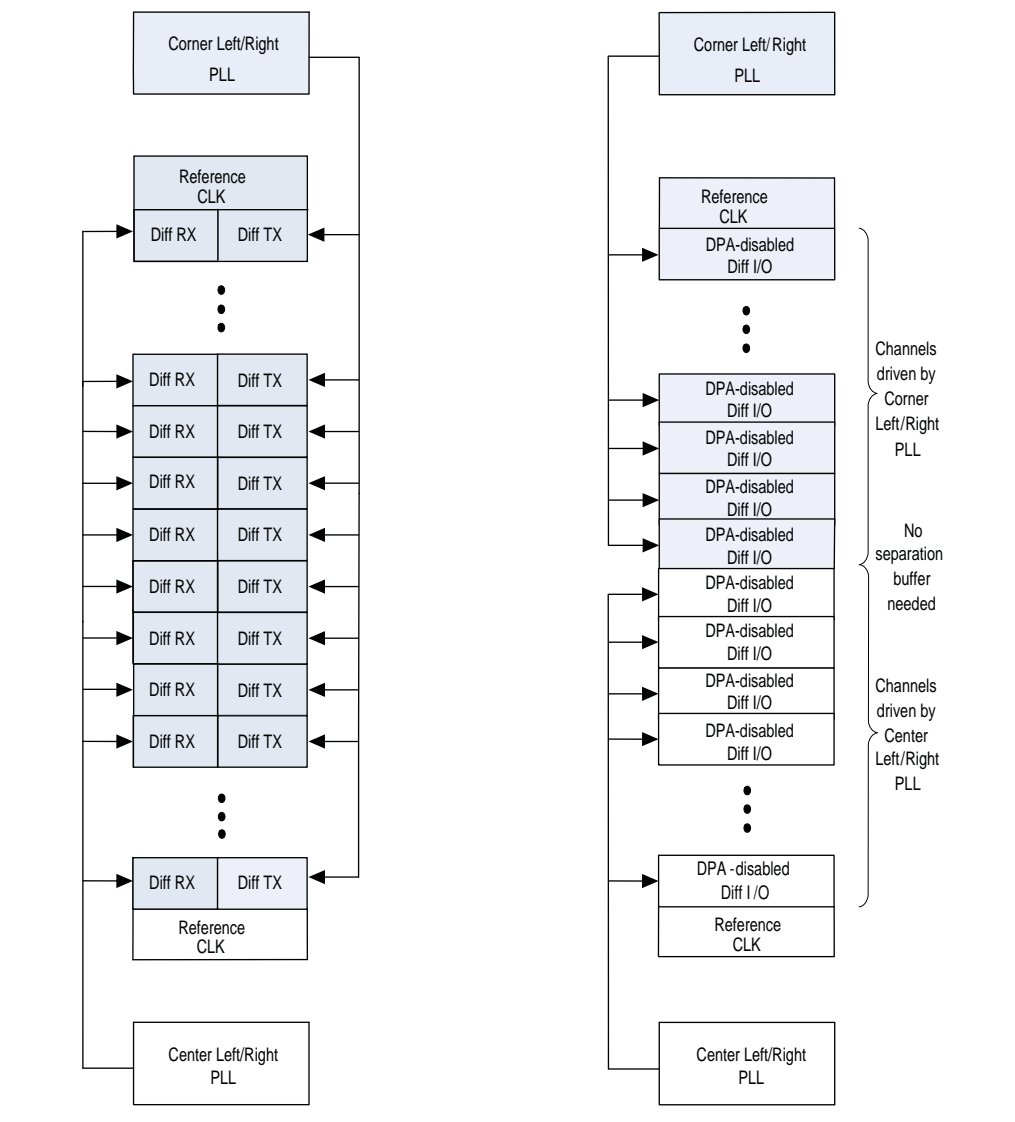 Corner Left/Right
PLL
Reference
CLK
Diff RX Diff TX
Diff RX Diff TX
Diff RX Diff TX
Diff RX Diff TX
Diff RX Diff TX
Diff RX Diff TX
Diff RX Diff TX
Diff RX Diff TX
Diff RX Diff TX
Diff RX Diff TX
Reference
CLK
Center Left/Right
PLL
Corner Left/Right
PLL
Reference
CLK
DPA-disabled
Diff I/O
DPA-disabled
Diff I/O
DPA-disabled
Diff I/O
DPA-disabled
Diff I/O
DPA-disabled
Diff I/O
DPA-disabled
Diff I/O
DPA-disabled
Diff I/O
DPA-disabled
Diff I/O
DPA-disabled
Diff I/O
DPA-disabled
Diff I/O
Reference
CLK
Center Left/Right
PLL
Channels
driven by
Corner
Left/Right
PLL
No
separation
buffer
needed
Channels
driven by
Center
Left/Right
PLL